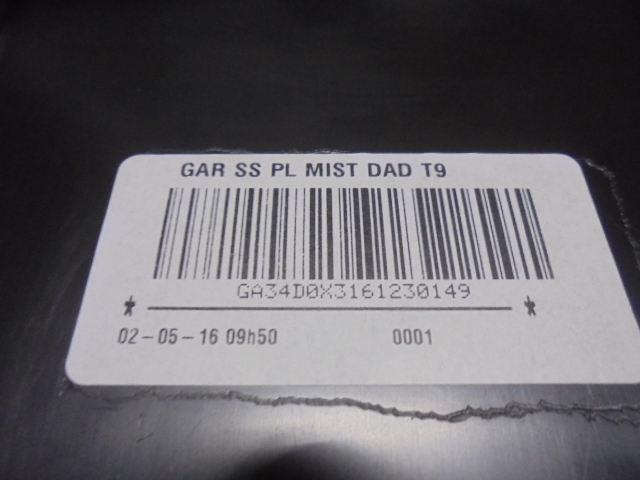 GAR SS PL MIST DAD T9
GA34D0X3161230149
02-05-16 09h50 0001